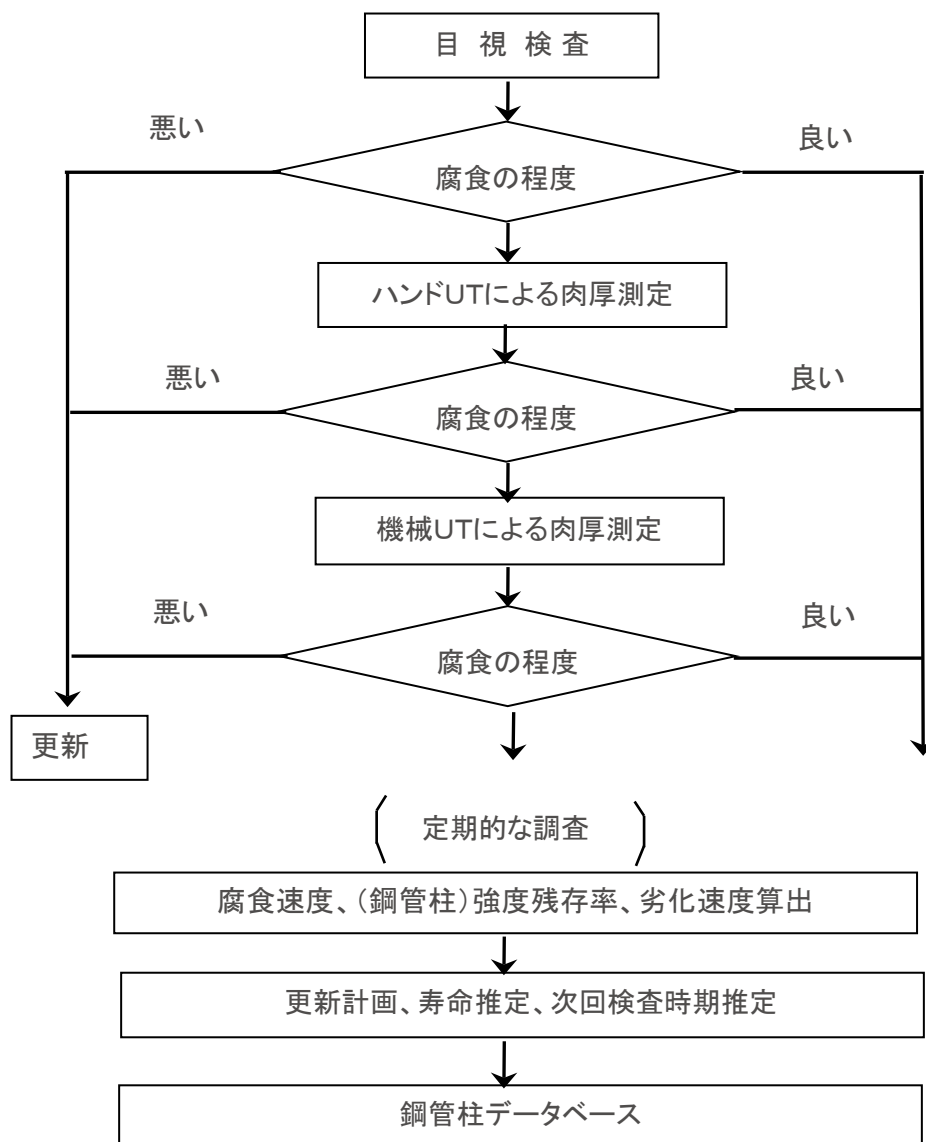 目 視 検 査
悪い
良い
腐食の程度
ハンドUTによる肉厚測定
悪い
良い
腐食の程度
機械UTによる肉厚測定
悪い
良い
腐食の程度
更新
定期的な調査
腐食速度、(鋼管柱)強度残存率、劣化速度算出
更新計画、寿命推定、次回検査時期推定
鋼管柱データベース